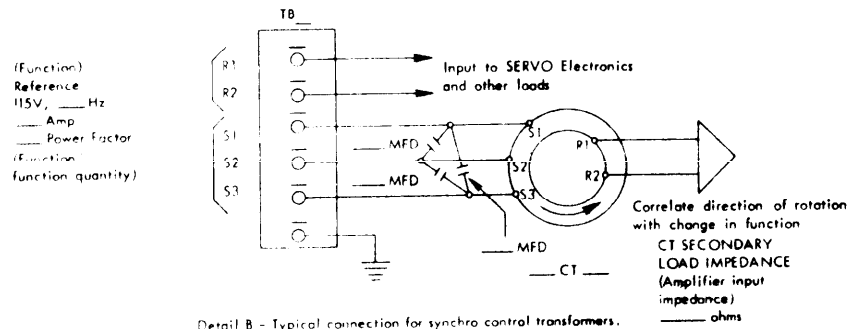 TB__
(Function)
Reference
115V, ___ Hz
___ Amp
___ Power Factor
(Function
function quantity)
R1
R2
S1
S2
S3
Input to SERVO Electronics
and other loads
___ MFD
___ MFD
___ MFD
S1
S2
S3
R1
R2
___ CT ___
Correlate direction of rotation
with change in function
CT SECONDARY
LOAD IMPEDANCE
(Amplifier input
impedance)
_____ ohms
Detail B - Typical connection for synchro control transformers.